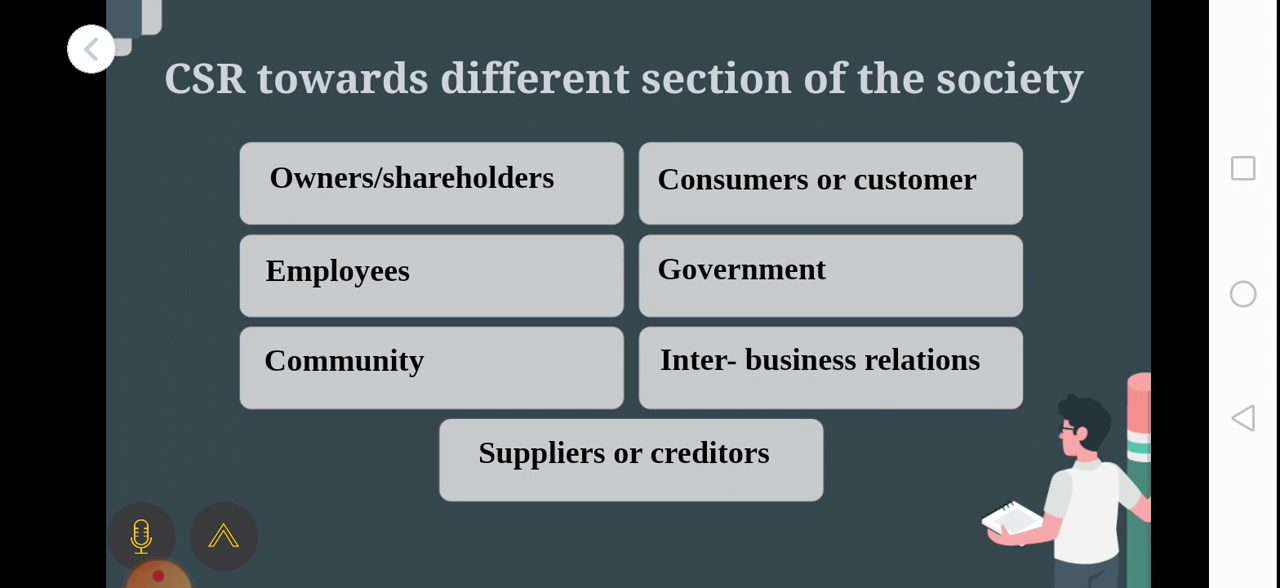 CSR towards different section of the society
Owners/shareholders
Consumers or customer
Employees
Government
Community
Inter- business relations
Suppliers or creditors